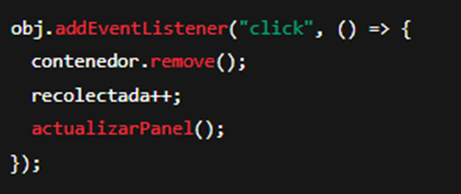 obj.addEventListener("click", () => {
  contenedor.remove();
  recolectada++;
  actualizarPanel();
});